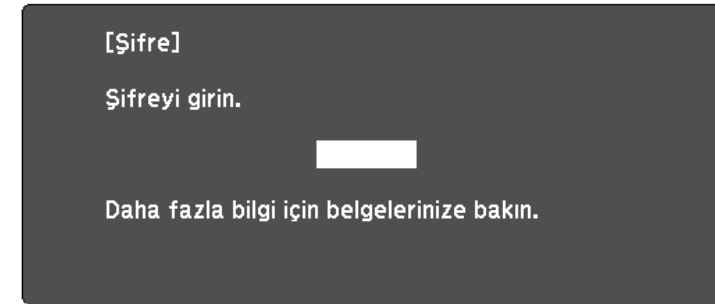 [Şifre]
Şifreyi girin.
Daha fazla bilgi için belgelerinize bakın.